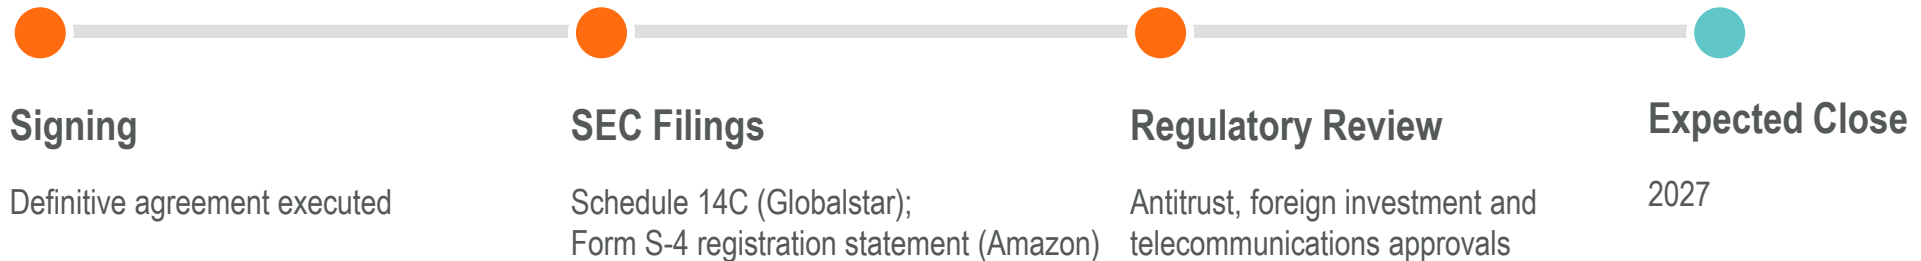 Signing
Definitive agreement executed
SEC Filings
Schedule 14C (Globalstar);
Form S-4 registration statement (Amazon)
Regulatory Review
Antitrust, foreign investment and
telecommunications approvals
Expected Close
2027